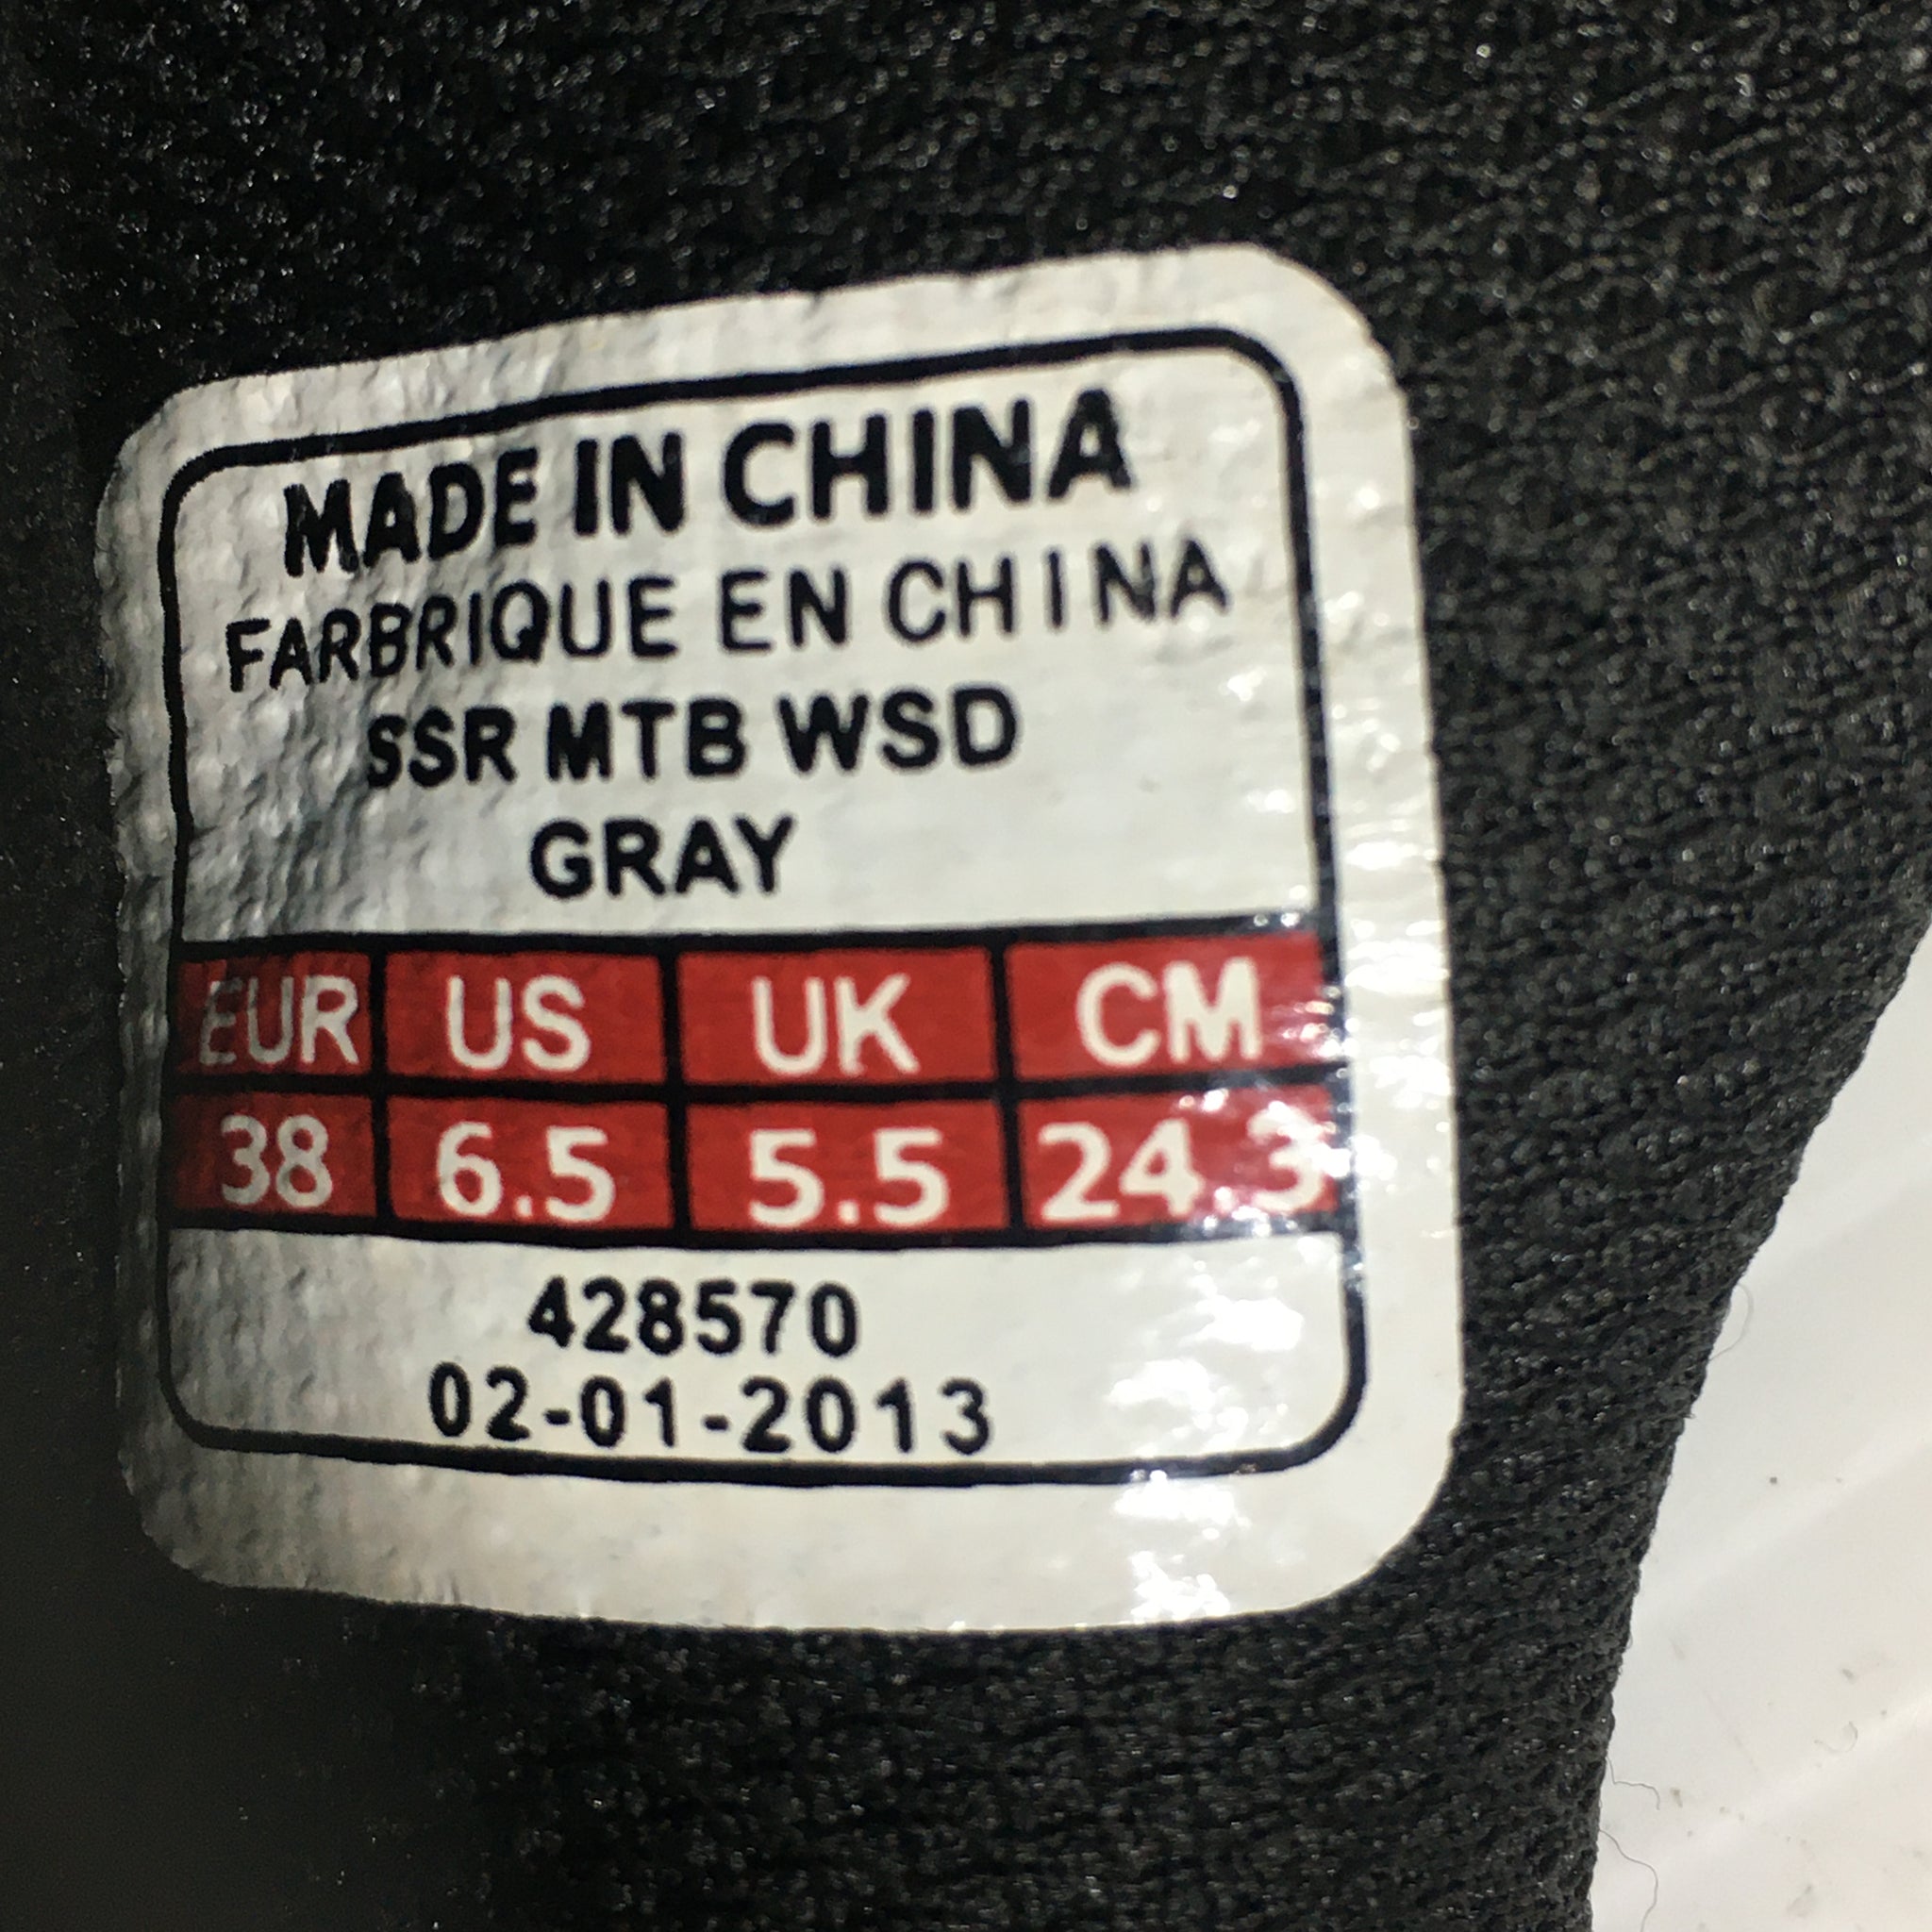 MADE IN CHINA
FARBRIQUE EN CHINA
SSR MTB WSD
GRAY
EUR US UK CM
38 6.5 5.5 24.3
428570
02-01-2013